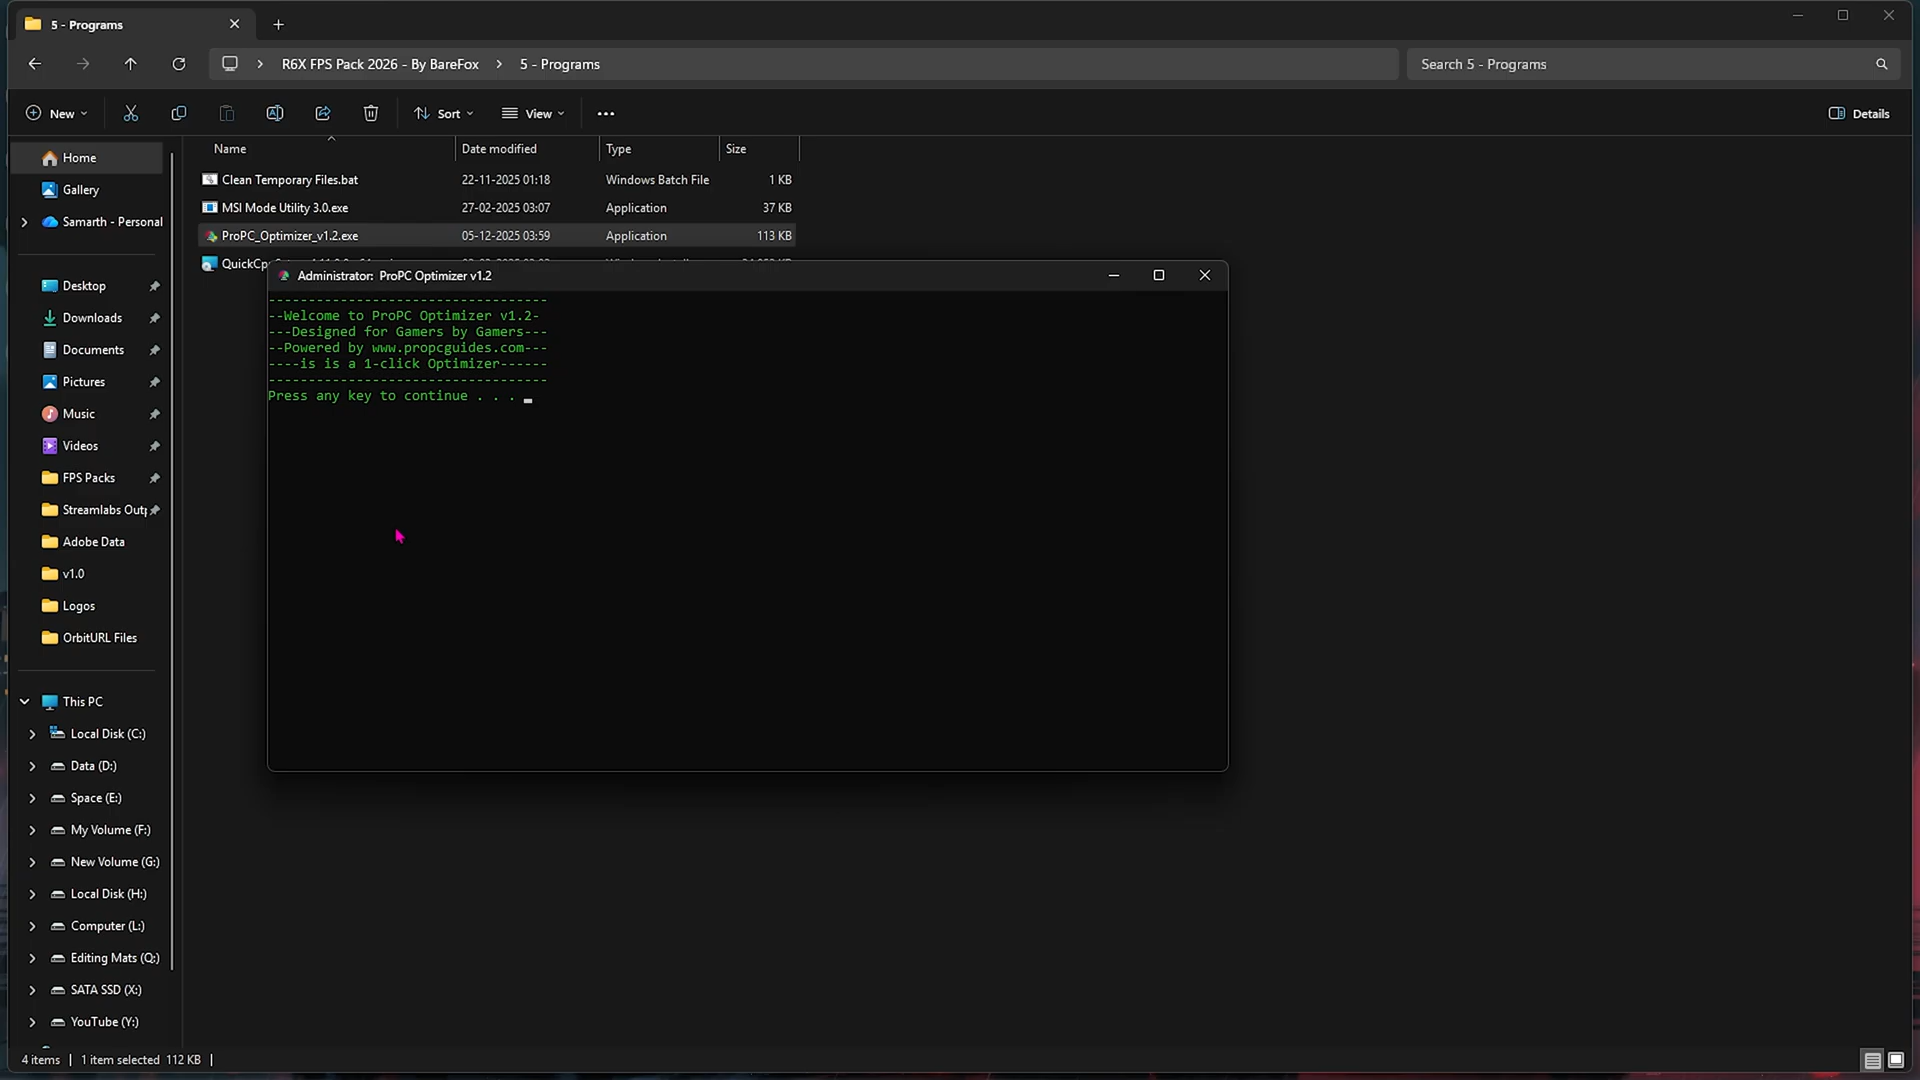 5 - Programs
R6X FPS Pack 2026 - By BareFox
5 - Programs
Search 5 - Programs
New
Sort
View
Details
Name
Date modified
Type
Size
Clean Temporary Files.bat
22-11-2025 01:18
Windows Batch File
1 KB
MSI Mode Utility 3.0.exe
27-02-2025 03:07
Application
37 KB
ProPC_Optimizer_v1.2.exe
05-12-2025 03:59
Application
113 KB
Administrator: ProPC Optimizer v1.2
-----------------------------------
--Welcome to ProPC Optimizer v1.2-
---Designed for Gamers by Gamers---
--Powered by www.propcguides.com---
----is is a 1-click Optimizer------
-----------------------------------
Press any key to continue . . .
Home
Gallery
Samarth - Personal
Desktop
Downloads
Documents
Pictures
Music
Videos
FPS Packs
Streamlabs
Adobe Data
v1.0
Logos
OrbitURL Files
This PC
Local Disk (C:)
Data (D:)
Space (E:)
My Volume (F:)
New Volume (G:)
Local Disk (H:)
Computer (L:)
Editing Mats (Q:)
SATA SSD (X:)
YouTube (Y:)
4 items
1 item selected 112 KB